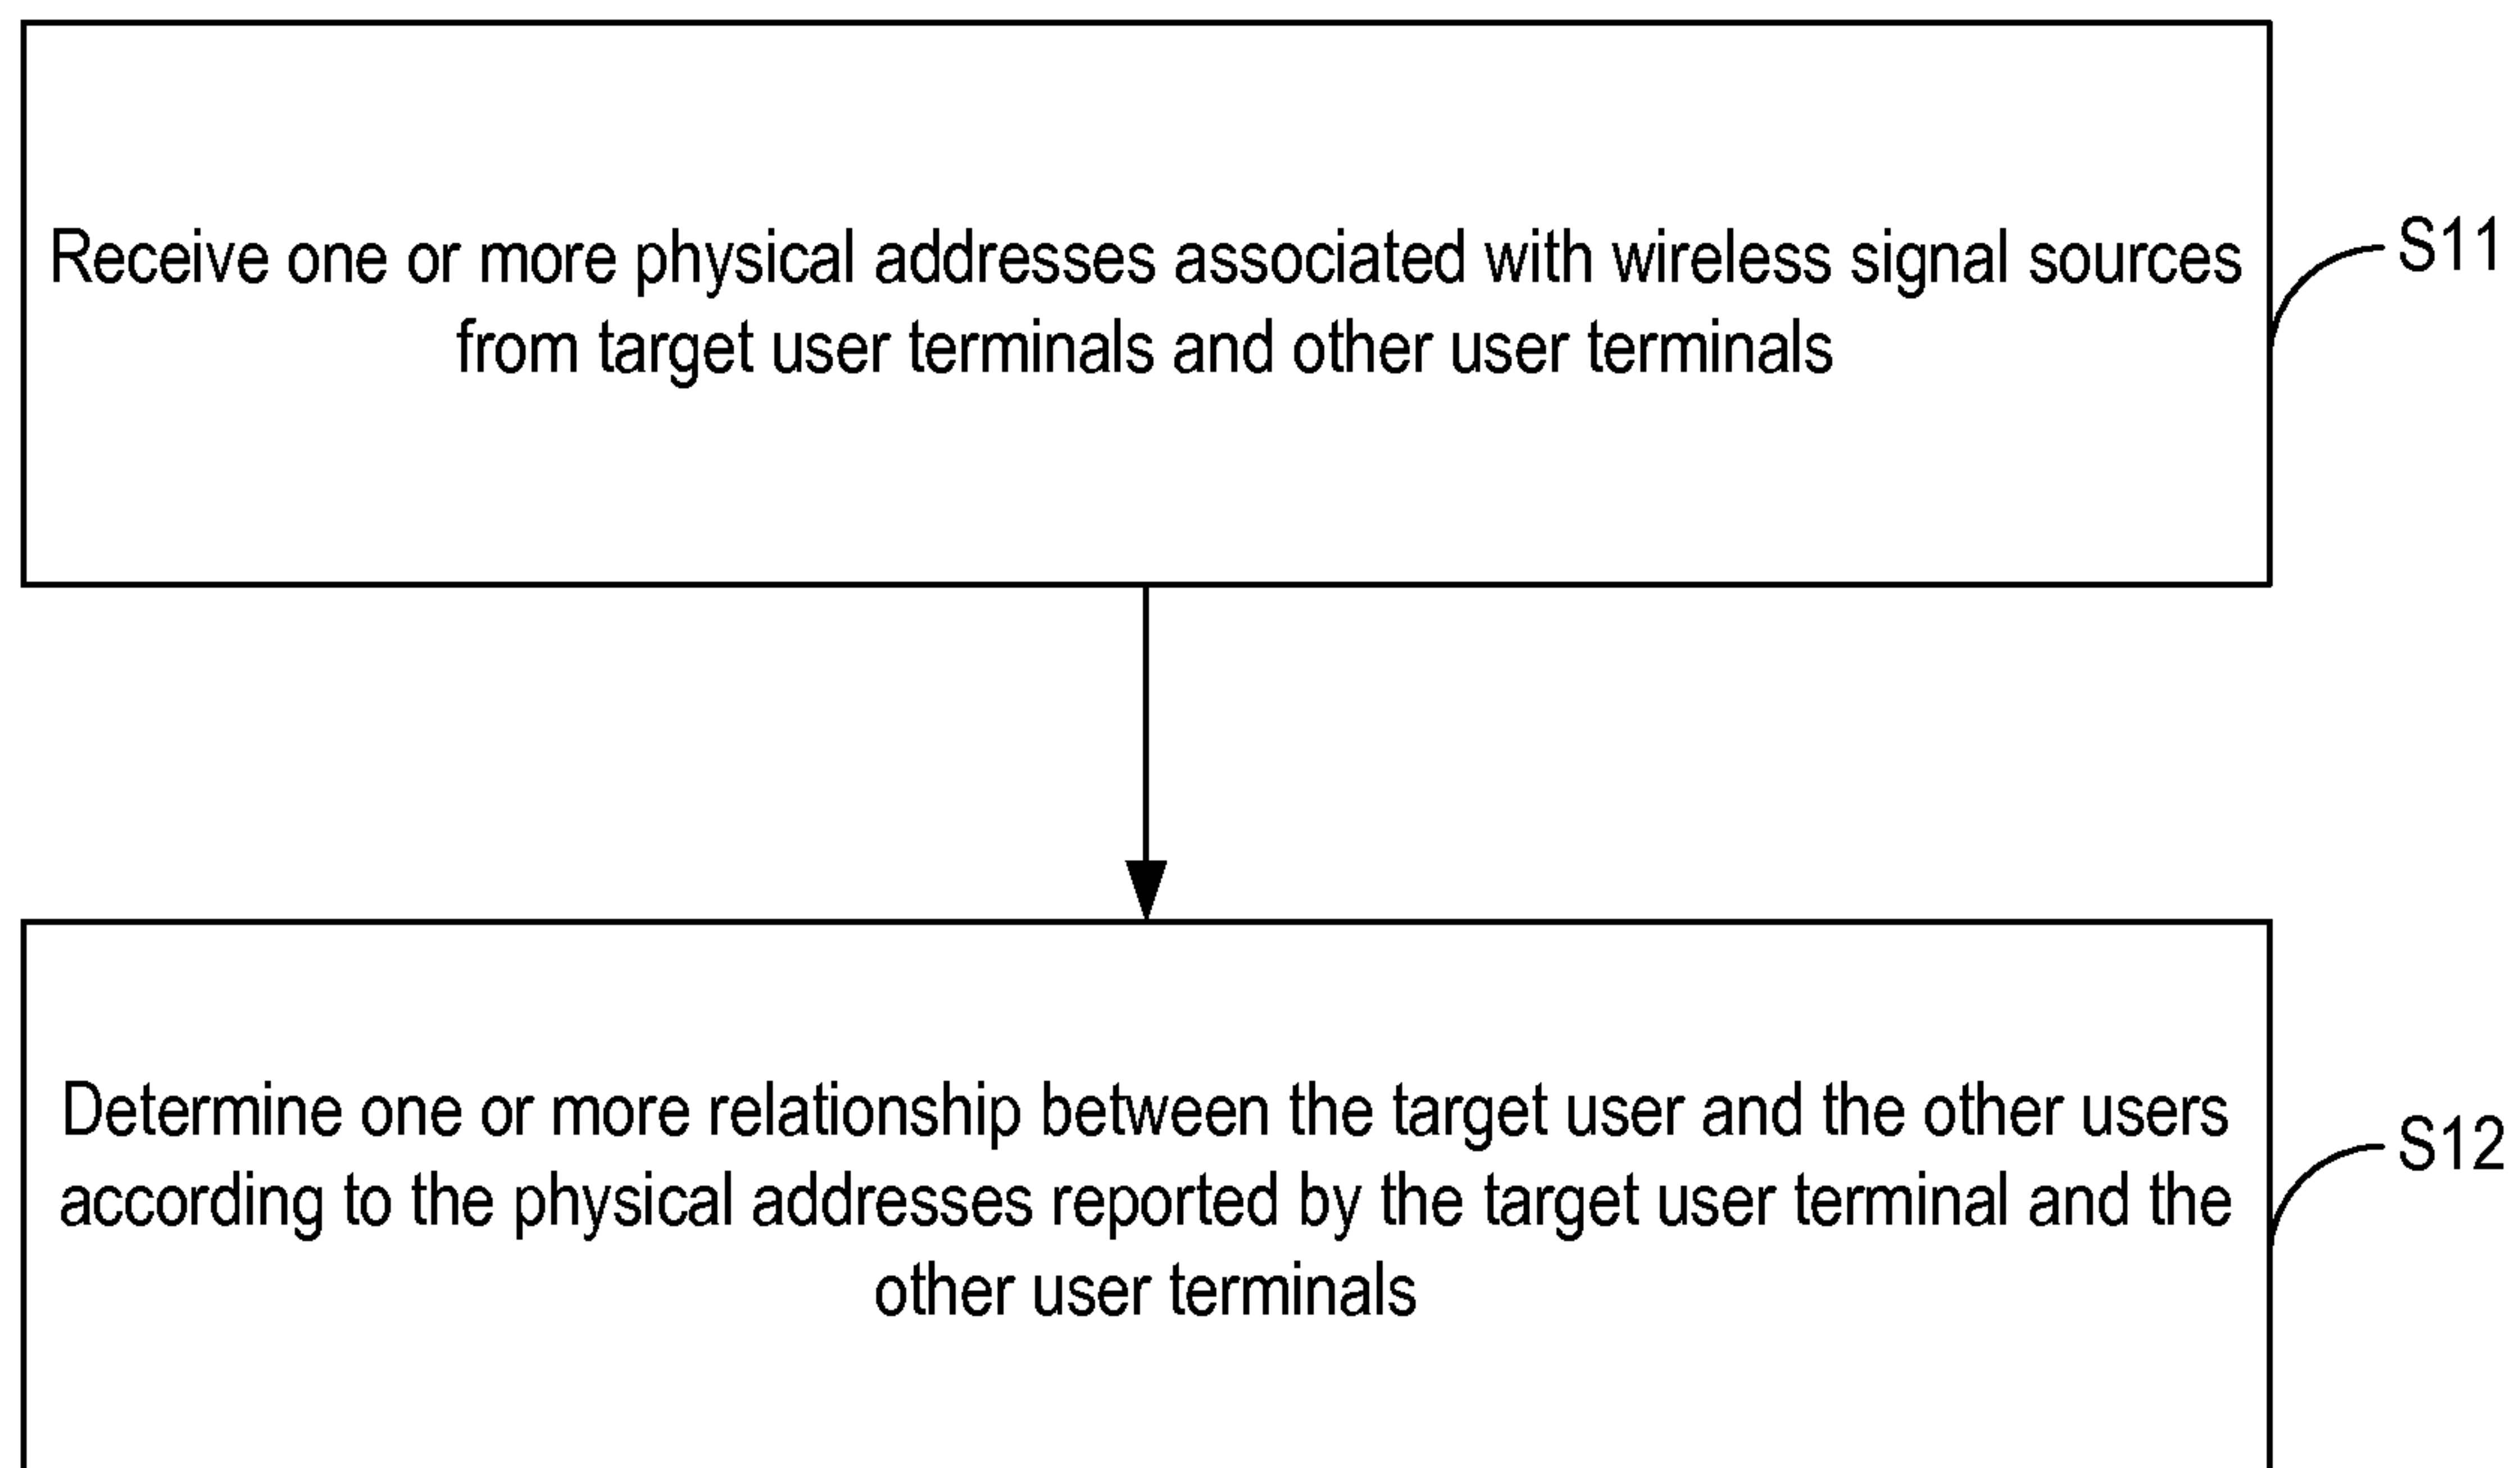 Receive one or more physical addresses associated with wireless signal sources
from target user terminals and other user terminals
S11
Determine one or more relationship between the target user and the other users
according to the physical addresses reported by the target user terminal and the
other user terminals
S12